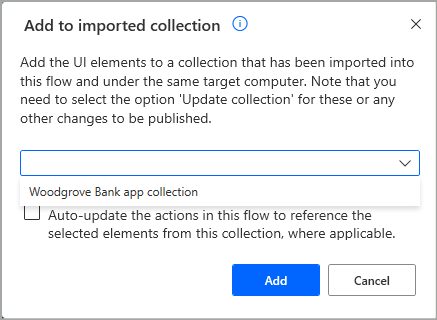 Add to imported collection
Add the UI elements to a collection that has been imported into
this flow and under the same target computer. Note that you
need to select the option 'Update collection' for these or any
other changes to be published.
Woodgrove Bank app collection
Auto-update the actions in this flow to reference the
selected elements from this collection, where applicable.
Add
Cancel